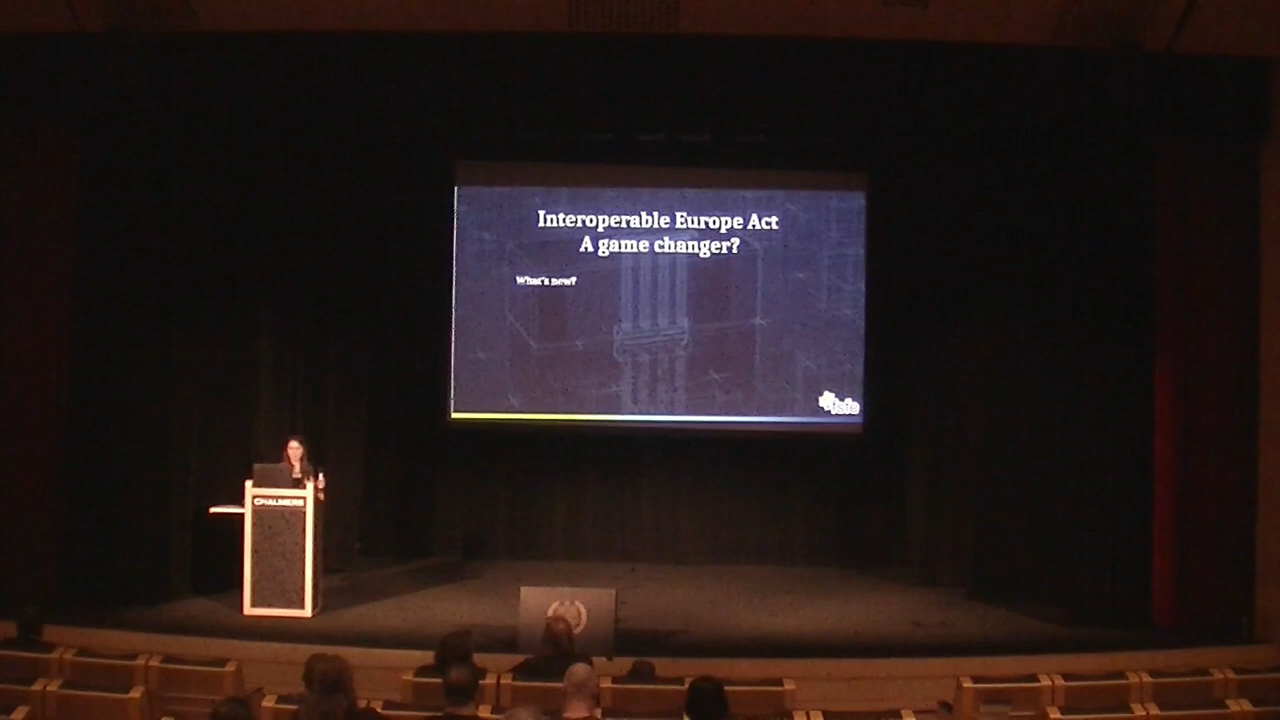 Interoperable Europe Act
A game changer?
What's new?
fsfe
CHALMERS